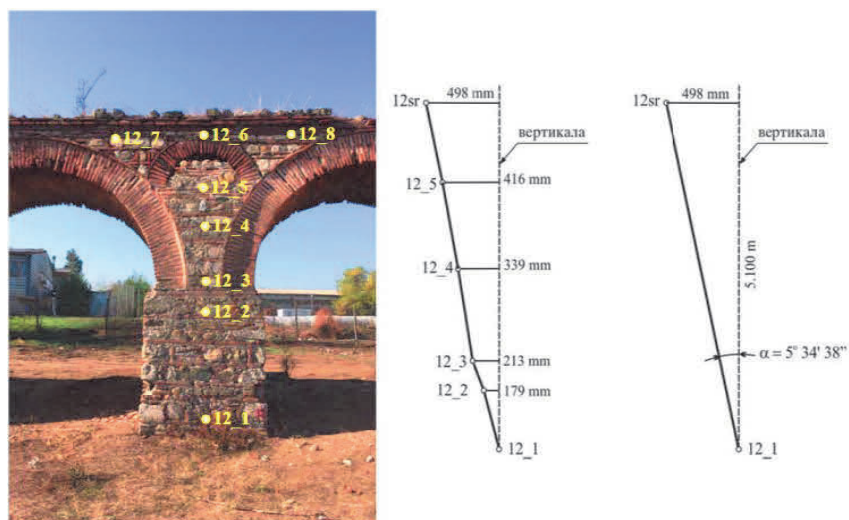 12_7
12_6
12_8
12_5
12_4
12_3
12_2
12_1
12sr
498 mm
вертикала
12_5
416 mm
12_4
339 mm
12_3
213 mm
12_2
179 mm
12_1
12sr
498 mm
вертикала
5.100 m
α = 5° 34' 38"
12_1